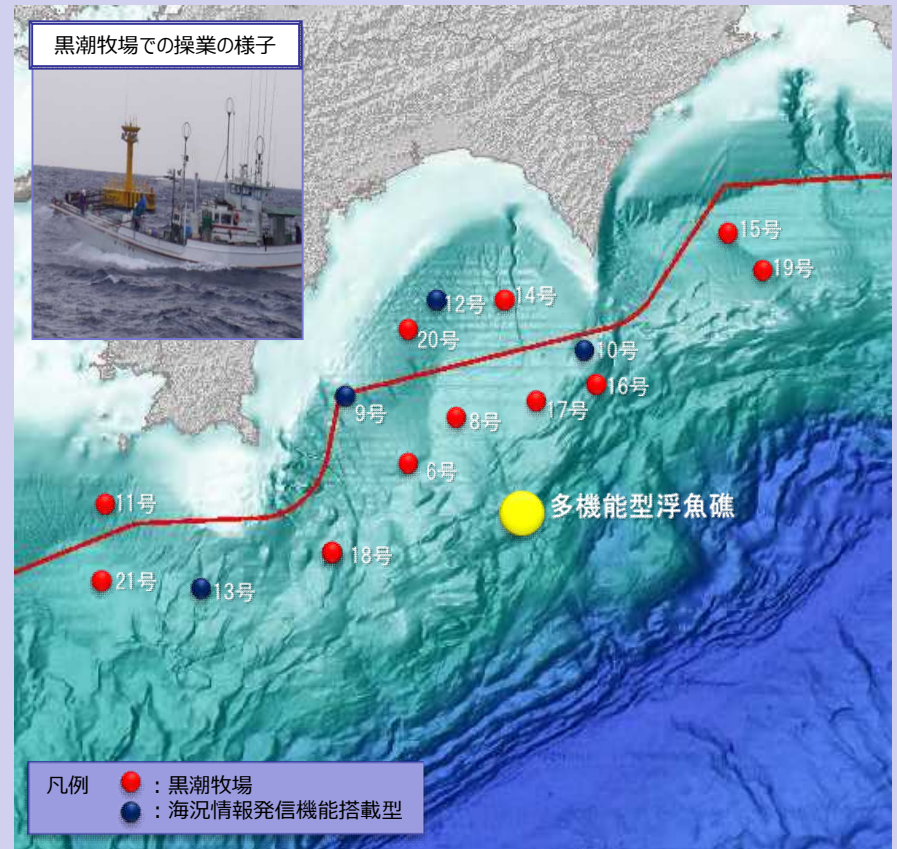 黒潮牧場での操業の様子
15号
19号
12号
14号
20号
10号
16号
9号
17号
8号
6号
11号
多機能型浮魚礁
18号
21号
13号
凡例
：黒潮牧場
：海況情報発信機能搭載型